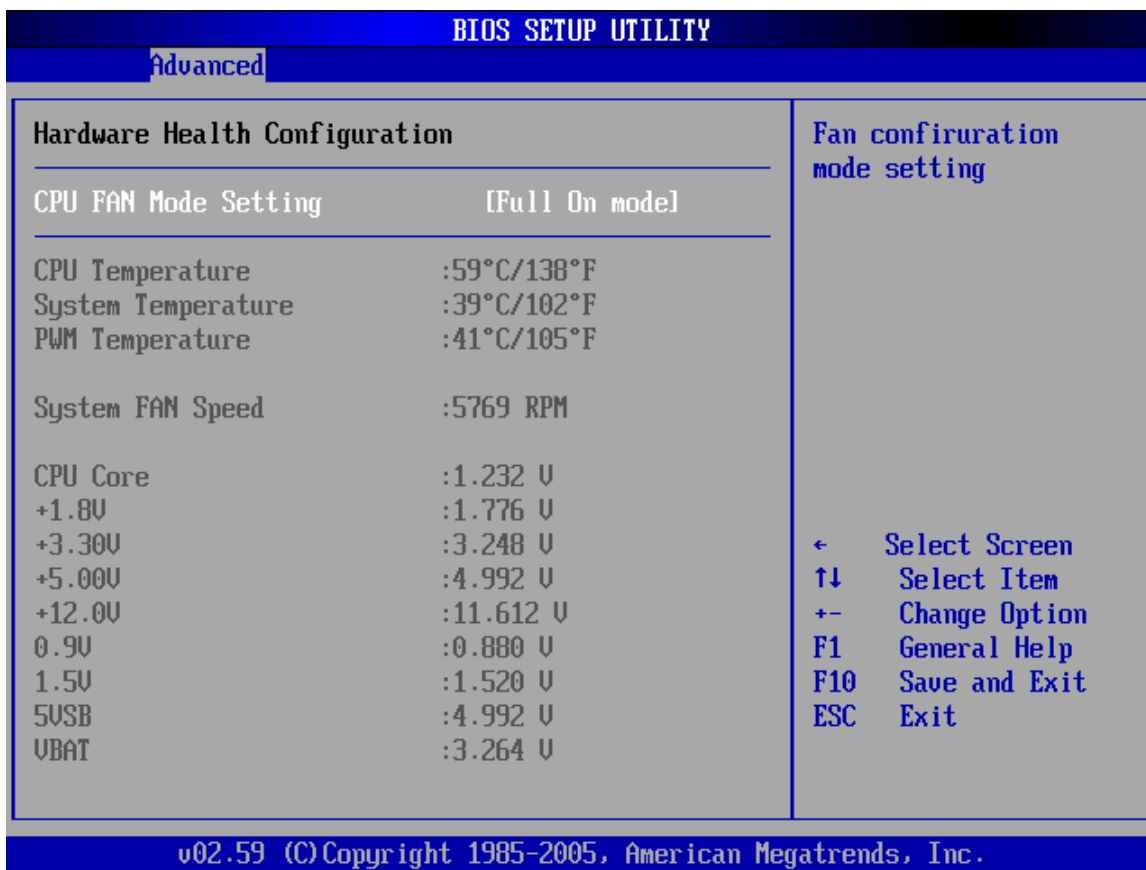 BIOS SETUP UTILITY
Advanced
Hardware Health Configuration
CPU FAN Mode Setting [Full On mode]
CPU Temperature :59°C/138°F
System Temperature :39°C/102°F
PWM Temperature :41°C/105°F
System FAN Speed :5769 RPM
CPU Core :1.232 V
+1.8V :1.776 V
+3.30V :3.248 V
+5.00V :4.992 V
+12.0V :11.612 V
0.9V :0.880 V
1.5V :1.520 V
5VSB :4.992 V
VBAT :3.264 V
Fan confiruration
mode setting
← Select Screen
↑↓ Select Item
+- Change Option
F1 General Help
F10 Save and Exit
ESC Exit
v02.59 (C)Copyright 1985-2005, American Megatrends, Inc.